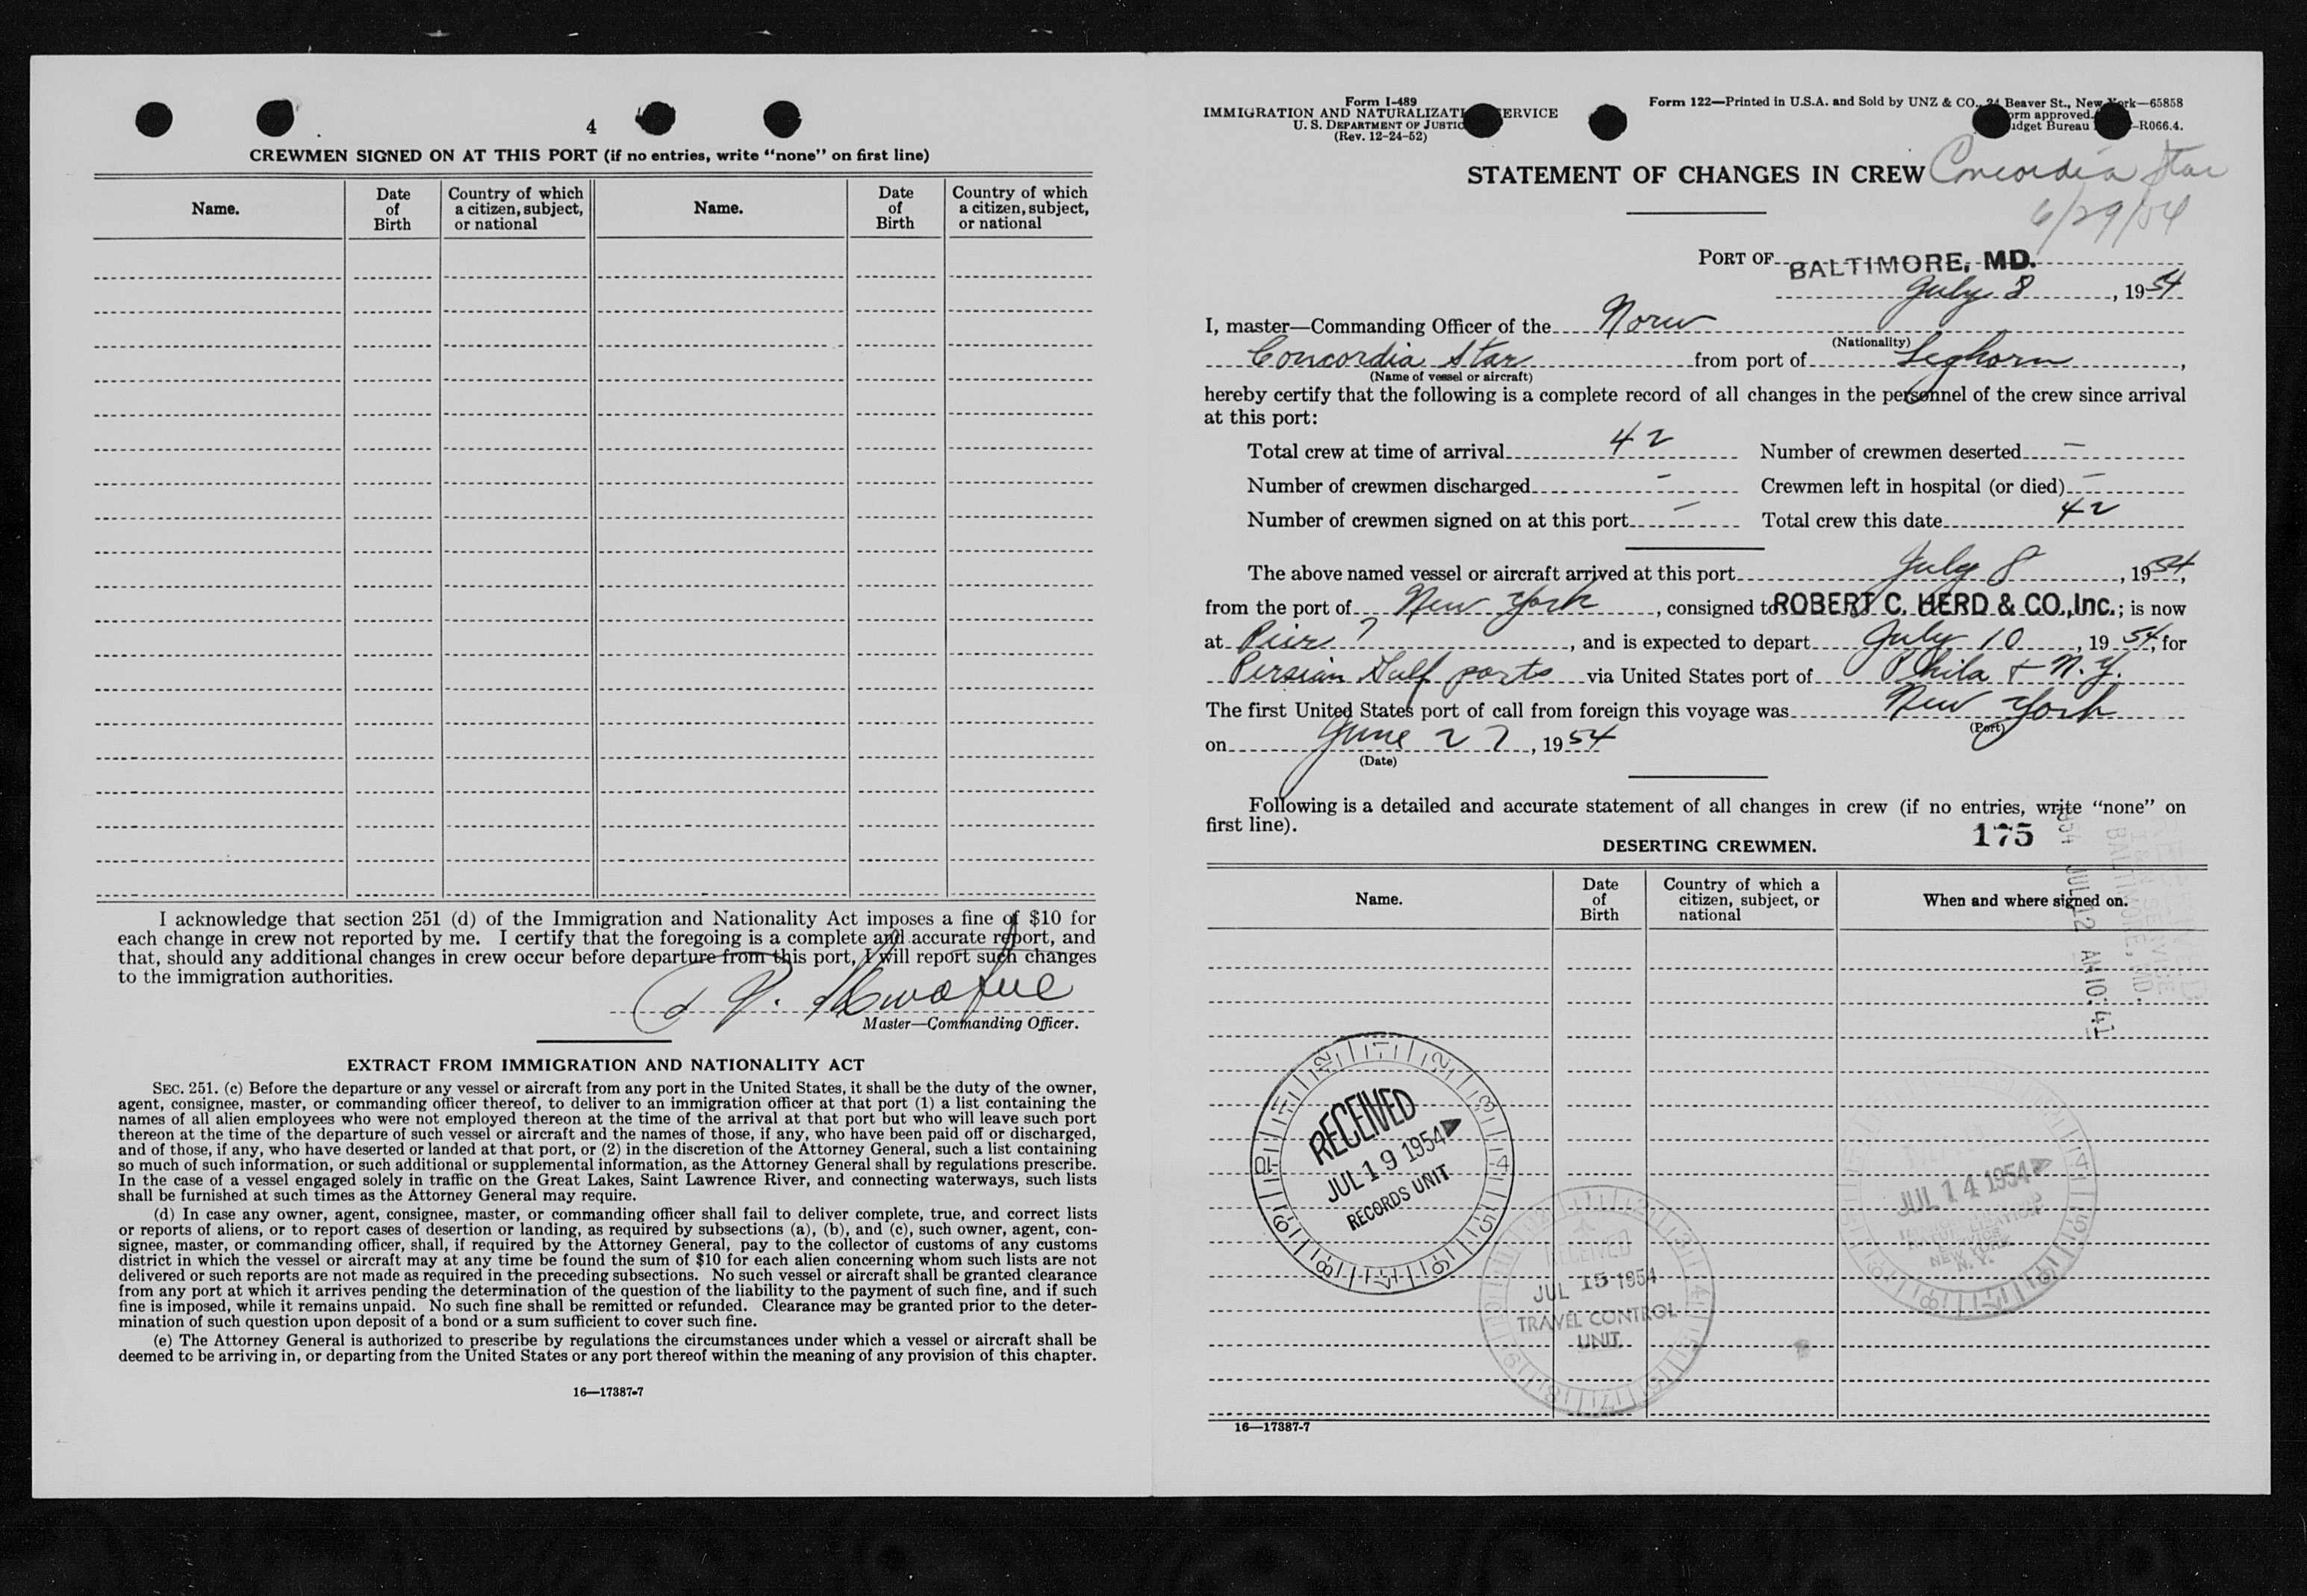 4
CREWMEN SIGNED ON AT THIS PORT (if no entries, write "none" on first line)
Name.
Date
of
Birth
Country of which
a citizen, subject,
or national
Name.
Date
of
Birth
Country of which
a citizen, subject,
or national
I acknowledge that section 251 (d) of the Immigration and Nationality Act imposes a fine of $10 for
each change in crew not reported by me. I certify that the foregoing is a complete and accurate report, and
that, should any additional changes in crew occur before departure from this port, I will report such changes
to the immigration authorities.
Master—Commanding Officer.
EXTRACT FROM IMMIGRATION AND NATIONALITY ACT
SEC. 251. (c) Before the departure or any vessel or aircraft from any port in the United States, it shall be the duty of the owner,
agent, consignee, master, or commanding officer thereof, to deliver to an immigration officer at that port (1) a list containing the
names of all alien employees who were not employed thereon at the time of the arrival at that port but who will leave such port
thereon at the time of the departure of such vessel or aircraft and the names of those, if any, who have been paid off or discharged,
and of those, if any, who have deserted or landed at that port, or (2) in the discretion of the Attorney General, such a list containing
so much of such information, or such additional or supplemental information, as the Attorney General shall by regulations prescribe.
In the case of a vessel engaged solely in traffic on the Great Lakes, Saint Lawrence River, and connecting waterways, such lists
shall be furnished at such times as the Attorney General may require.
(d) In case any owner, agent, consignee, master, or commanding officer shall fail to deliver complete, true, and correct lists
or reports of aliens, or to report cases of desertion or landing, as required by subsections (a), (b), and (c), such owner, agent, con-
signee, master, or commanding officer, shall, if required by the Attorney General, pay to the collector of customs of any customs
district in which the vessel or aircraft may at any time be found the sum of $10 for each alien concerning whom such lists are not
delivered or such reports are not made as required in the preceding subsections. No such vessel or aircraft shall be granted clearance
from any port at which it arrives pending the determination of the question of the liability to the payment of such fine, and if such
fine is imposed, while it remains unpaid. No such fine shall be remitted or refunded. Clearance may be granted prior to the deter-
mination of such question upon deposit of a bond or a sum sufficient to cover such fine.
(e) The Attorney General is authorized to prescribe by regulations the circumstances under which a vessel or aircraft shall be
deemed to be arriving in, or departing from the United States or any port thereof within the meaning of any provision of this chapter.
16—17387-7
Form I-489
IMMIGRATION AND NATURALIZATI ERVICE
U. S. DEPARTMENT OF JUSTIC
(Rev. 12-24-52)
Form 122—Printed in U.S.A. and Sold by UNZ & CO., 24 Beaver St., New York—65858
orm approved.
dget Bureau –R066.4.
STATEMENT OF CHANGES IN CREW Concordia Star
6/29/54
PORT OF BALTIMORE, MD.
July 8, 1954
I, master—Commanding Officer of the Norw
(Nationality)
Concordia Star from port of Leghorn,
(Name of vessel or aircraft)
hereby certify that the following is a complete record of all changes in the personnel of the crew since arrival
at this port:
Total crew at time of arrival 42 Number of crewmen deserted –
Number of crewmen discharged – Crewmen left in hospital (or died) –
Number of crewmen signed on at this port – Total crew this date 42
The above named vessel or aircraft arrived at this port July 8, 1954,
from the port of New York, consigned to ROBERT C. HERD & CO., Inc.; is now
at Pier 7, and is expected to depart July 10, 1954, for
Persian Gulf ports via United States port of Phila + N.Y.
The first United States port of call from foreign this voyage was New York
(Port)
on June 27, 1954
(Date)
Following is a detailed and accurate statement of all changes in crew (if no entries, write "none" on
first line).
175
DESERTING CREWMEN.
Name.
Date
of
Birth
Country of which a
citizen, subject, or
national
When and where signed on.
1954 JUL 12 AM 10:41
BALTIMORE, MD.
RECEIVED
JUL 19 1954
RECORDS UNIT
RECEIVED
JUL 15 1954
TRAVEL CONTROL
UNIT
JUL 14 1954
NEW YORK
N. Y.
16—17387-7